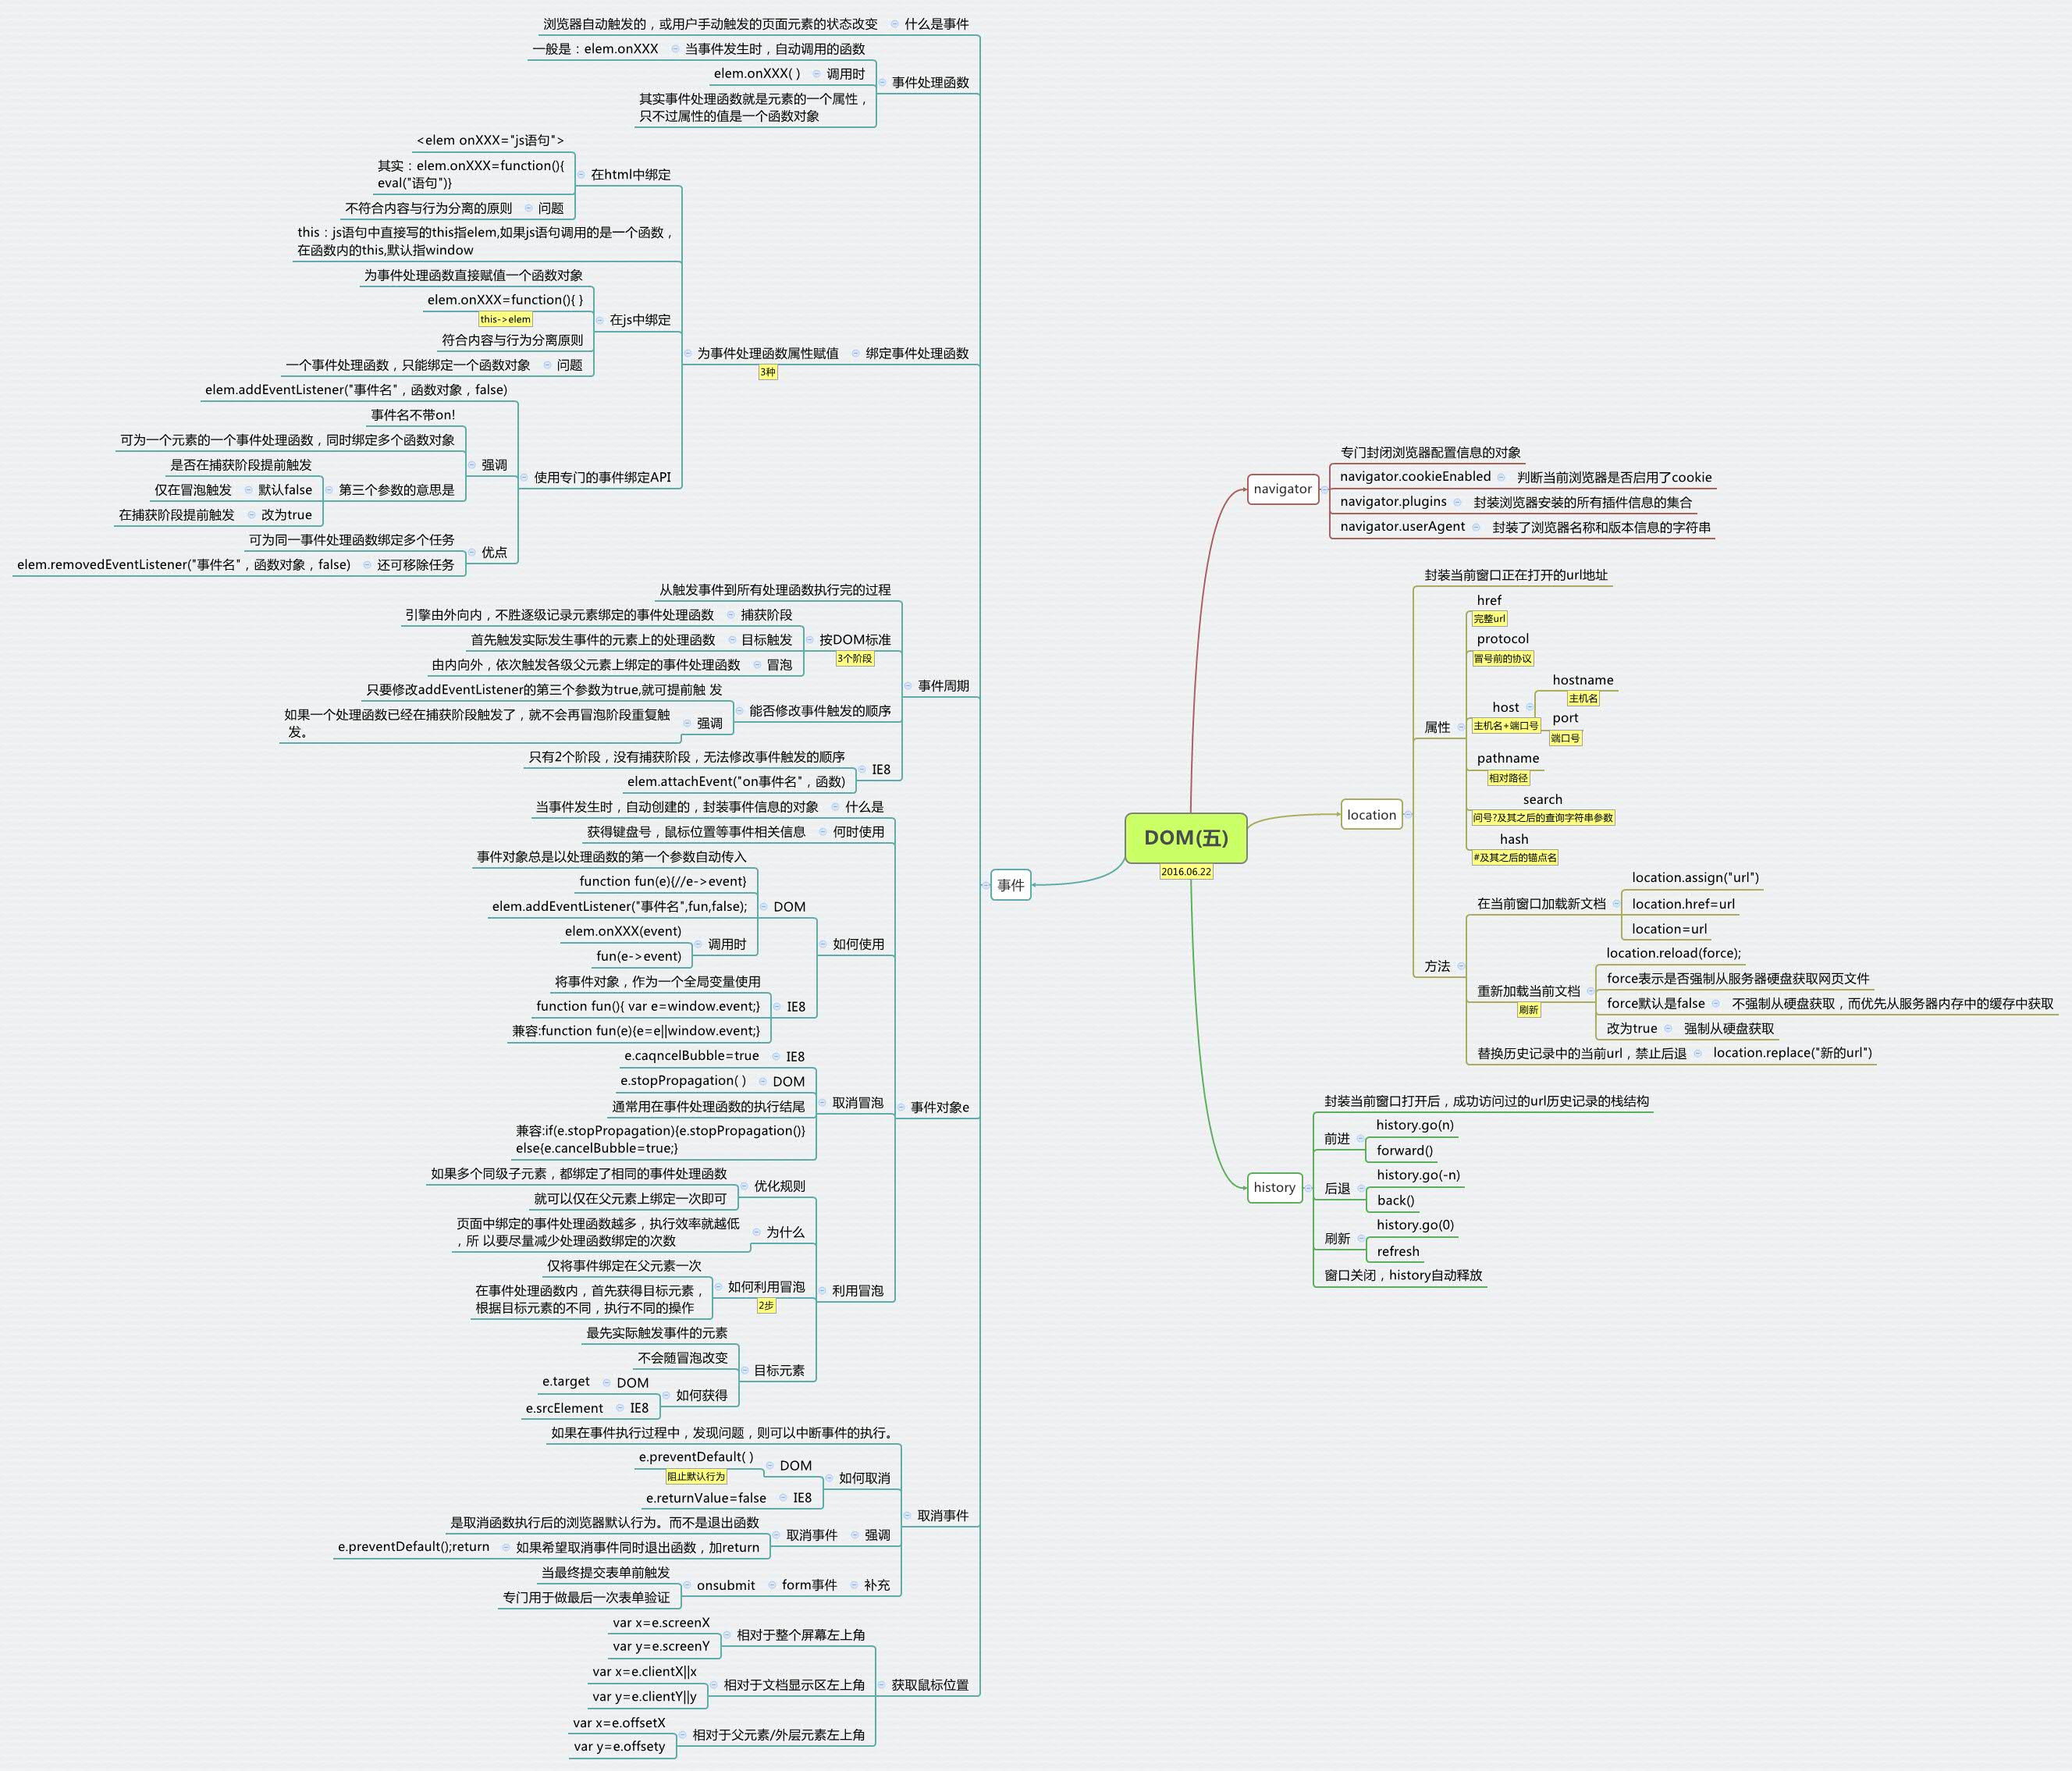 DOM(五)
2016.06.22
navigator
专门封闭浏览器配置信息的对象
navigator.cookieEnabled 判断当前浏览器是否启用了cookie
navigator.plugins 封装浏览器安装的所有插件信息的集合
navigator.userAgent 封装了浏览器名称和版本信息的字符串
location
封装当前窗口正在打开的url地址
属性
href
完整url
protocol
冒号前的协议
host
主机名+端口号
hostname
主机名
port
端口号
pathname
相对路径
search
问号?及其之后的查询字符串参数
hash
#及其之后的锚点名
方法
在当前窗口加载新文档
location.assign("url")
location.href=url
location=url
重新加载当前文档
刷新
location.reload(force);
force表示是否强制从服务器硬盘获取网页文件
force默认是false 不强制从硬盘获取，而优先从服务器内存中的缓存中获取
改为true 强制从硬盘获取
替换历史记录中的当前url，禁止后退 location.replace("新的url")
history
封装当前窗口打开后，成功访问过的url历史记录的栈结构
前进
history.go(n)
forward()
后退
history.go(-n)
back()
刷新
history.go(0)
refresh
窗口关闭，history自动释放
事件
什么是事件
浏览器自动触发的，或用户手动触发的页面元素的状态改变
事件处理函数
当事件发生时，自动调用的函数
一般是：elem.onXXX
调用时
elem.onXXX( )
其实事件处理函数就是元素的一个属性，
只不过属性的值是一个函数对象
绑定事件处理函数
为事件处理函数属性赋值
3种
在html中绑定
<elem onXXX="js语句">
其实：elem.onXXX=function(){
eval("语句")}
问题
不符合内容与行为分离的原则
this：js语句中直接写的this指elem,如果js语句调用的是一个函数，
在函数内的this,默认指window
在js中绑定
为事件处理函数直接赋值一个函数对象
elem.onXXX=function(){ }
this->elem
符合内容与行为分离原则
问题
一个事件处理函数，只能绑定一个函数对象
使用专门的事件绑定API
elem.addEventListener("事件名"，函数对象，false)
强调
事件名不带on!
可为一个元素的一个事件处理函数，同时绑定多个函数对象
第三个参数的意思是
是否在捕获阶段提前触发
默认false
仅在冒泡触发
改为true
在捕获阶段提前触发
优点
可为同一事件处理函数绑定多个任务
还可移除任务
elem.removedEventListener("事件名"，函数对象，false)
事件周期
从触发事件到所有处理函数执行完的过程
按DOM标准
3个阶段
捕获阶段
引擎由外向内，不胜逐级记录元素绑定的事件处理函数
目标触发
首先触发实际发生事件的元素上的处理函数
冒泡
由内向外，依次触发各级父元素上绑定的事件处理函数
能否修改事件触发的顺序
只要修改addEventListener的第三个参数为true,就可提前触 发
强调
如果一个处理函数已经在捕获阶段触发了，就不会再冒泡阶段重复触
发。
IE8
只有2个阶段，没有捕获阶段，无法修改事件触发的顺序
elem.attachEvent("on事件名"，函数)
事件对象e
什么是
当事件发生时，自动创建的，封装事件信息的对象
何时使用
获得键盘号，鼠标位置等事件相关信息
如何使用
DOM
事件对象总是以处理函数的第一个参数自动传入
function fun(e){//e->event}
elem.addEventListener("事件名",fun,false);
调用时
elem.onXXX(event)
fun(e->event)
IE8
将事件对象，作为一个全局变量使用
function fun(){ var e=window.event;}
兼容:function fun(e){e=e||window.event;}
取消冒泡
IE8
e.caqncelBubble=true
DOM
e.stopPropagation( )
通常用在事件处理函数的执行结尾
兼容:if(e.stopPropagation){e.stopPropagation()}
else{e.cancelBubble=true;}
利用冒泡
优化规则
如果多个同级子元素，都绑定了相同的事件处理函数
就可以仅在父元素上绑定一次即可
为什么
页面中绑定的事件处理函数越多，执行效率就越低
，所 以要尽量减少处理函数绑定的次数
如何利用冒泡
2步
仅将事件绑定在父元素一次
在事件处理函数内，首先获得目标元素，
根据目标元素的不同，执行不同的操作
目标元素
最先实际触发事件的元素
不会随冒泡改变
如何获得
DOM
e.target
IE8
e.srcElement
取消事件
如果在事件执行过程中，发现问题，则可以中断事件的执行。
如何取消
DOM
e.preventDefault( )
阻止默认行为
IE8
e.returnValue=false
强调
取消事件
是取消函数执行后的浏览器默认行为。而不是退出函数
如果希望取消事件同时退出函数，加return
e.preventDefault();return
补充
form事件
onsubmit
当最终提交表单前触发
专门用于做最后一次表单验证
获取鼠标位置
相对于整个屏幕左上角
var x=e.screenX
var y=e.screenY
相对于文档显示区左上角
var x=e.clientX||x
var y=e.clientY||y
相对于父元素/外层元素左上角
var x=e.offsetX
var y=e.offsety